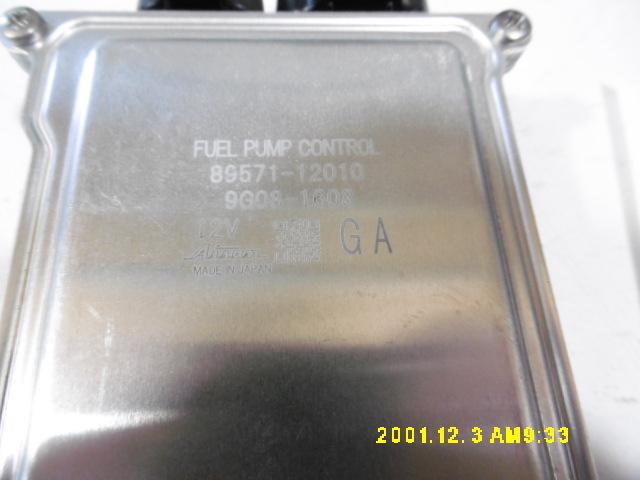 FUEL PUMP CONTROL
89571-12010
9G08-1608
12V
GA
MADE IN JAPAN
2001.12.3 AM9:33